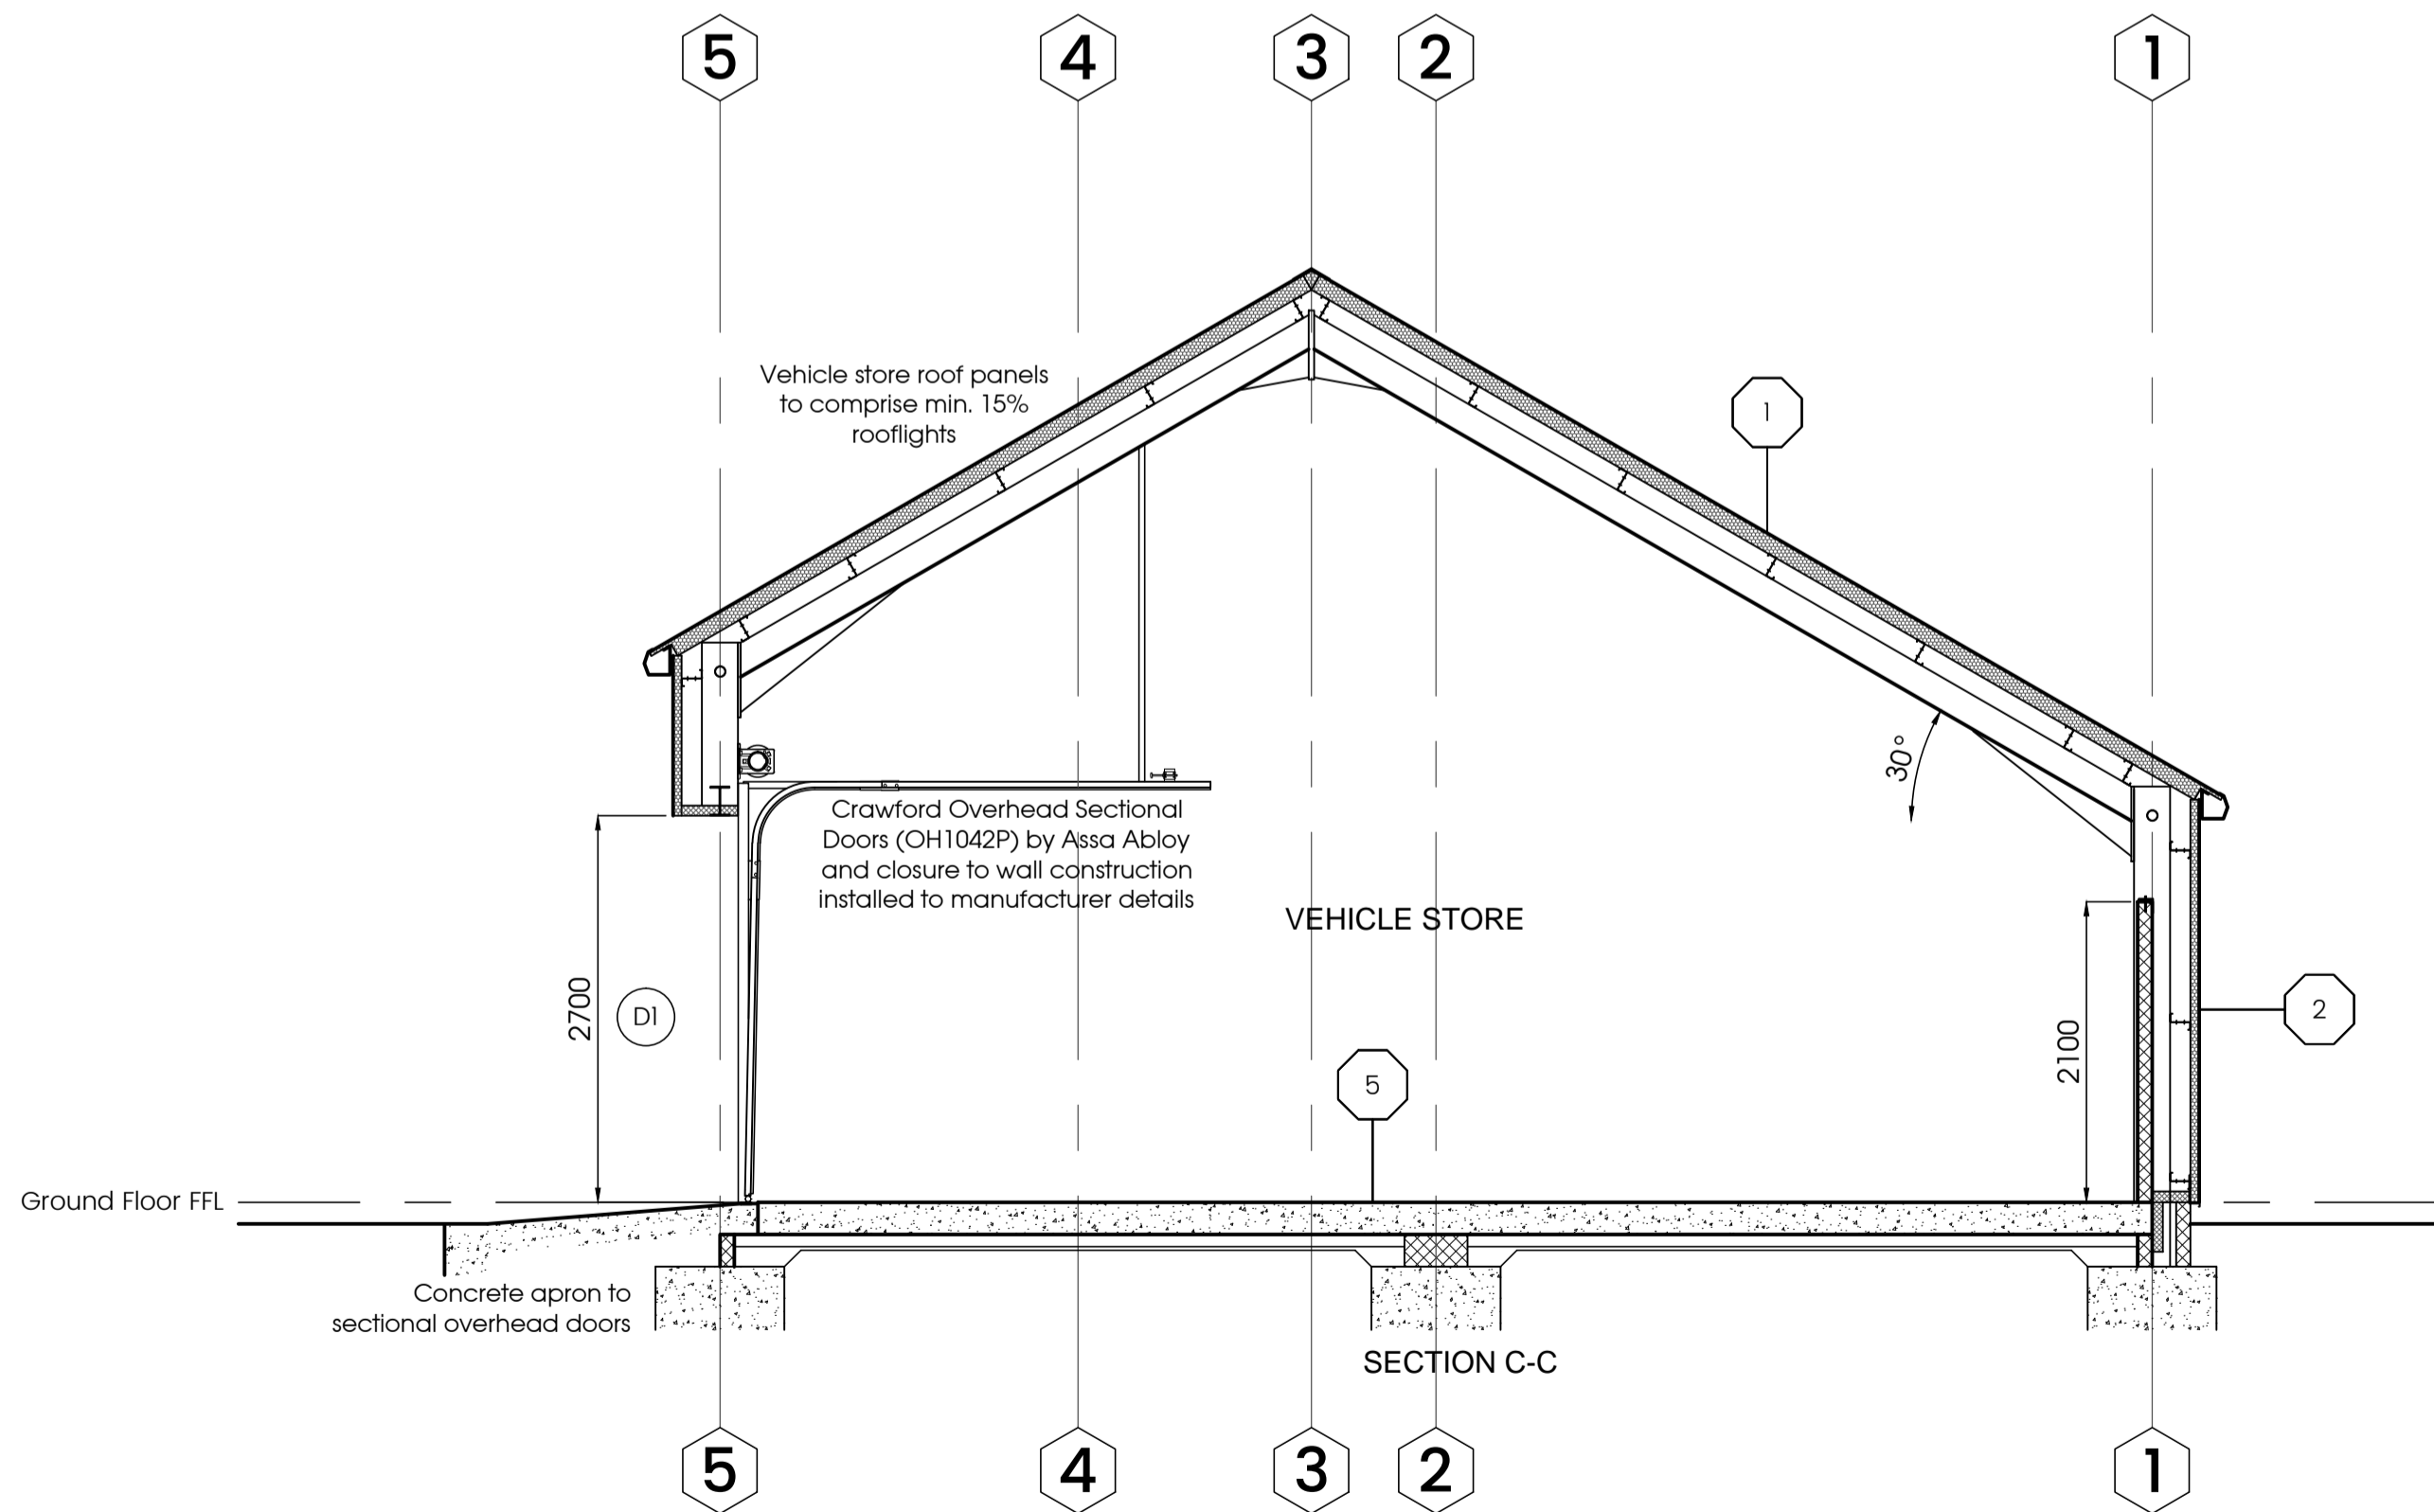 5
4
3
2
1
Vehicle store roof panels
to comprise min. 15%
rooflights
1
30°
Crawford Overhead Sectional
Doors (OH1042P) by Assa Abloy
and closure to wall construction
installed to manufacturer details
VEHICLE STORE
2700
D1
2
2100
5
Ground Floor FFL
Concrete apron to
sectional overhead doors
SECTION C-C
5
4
3
2
1